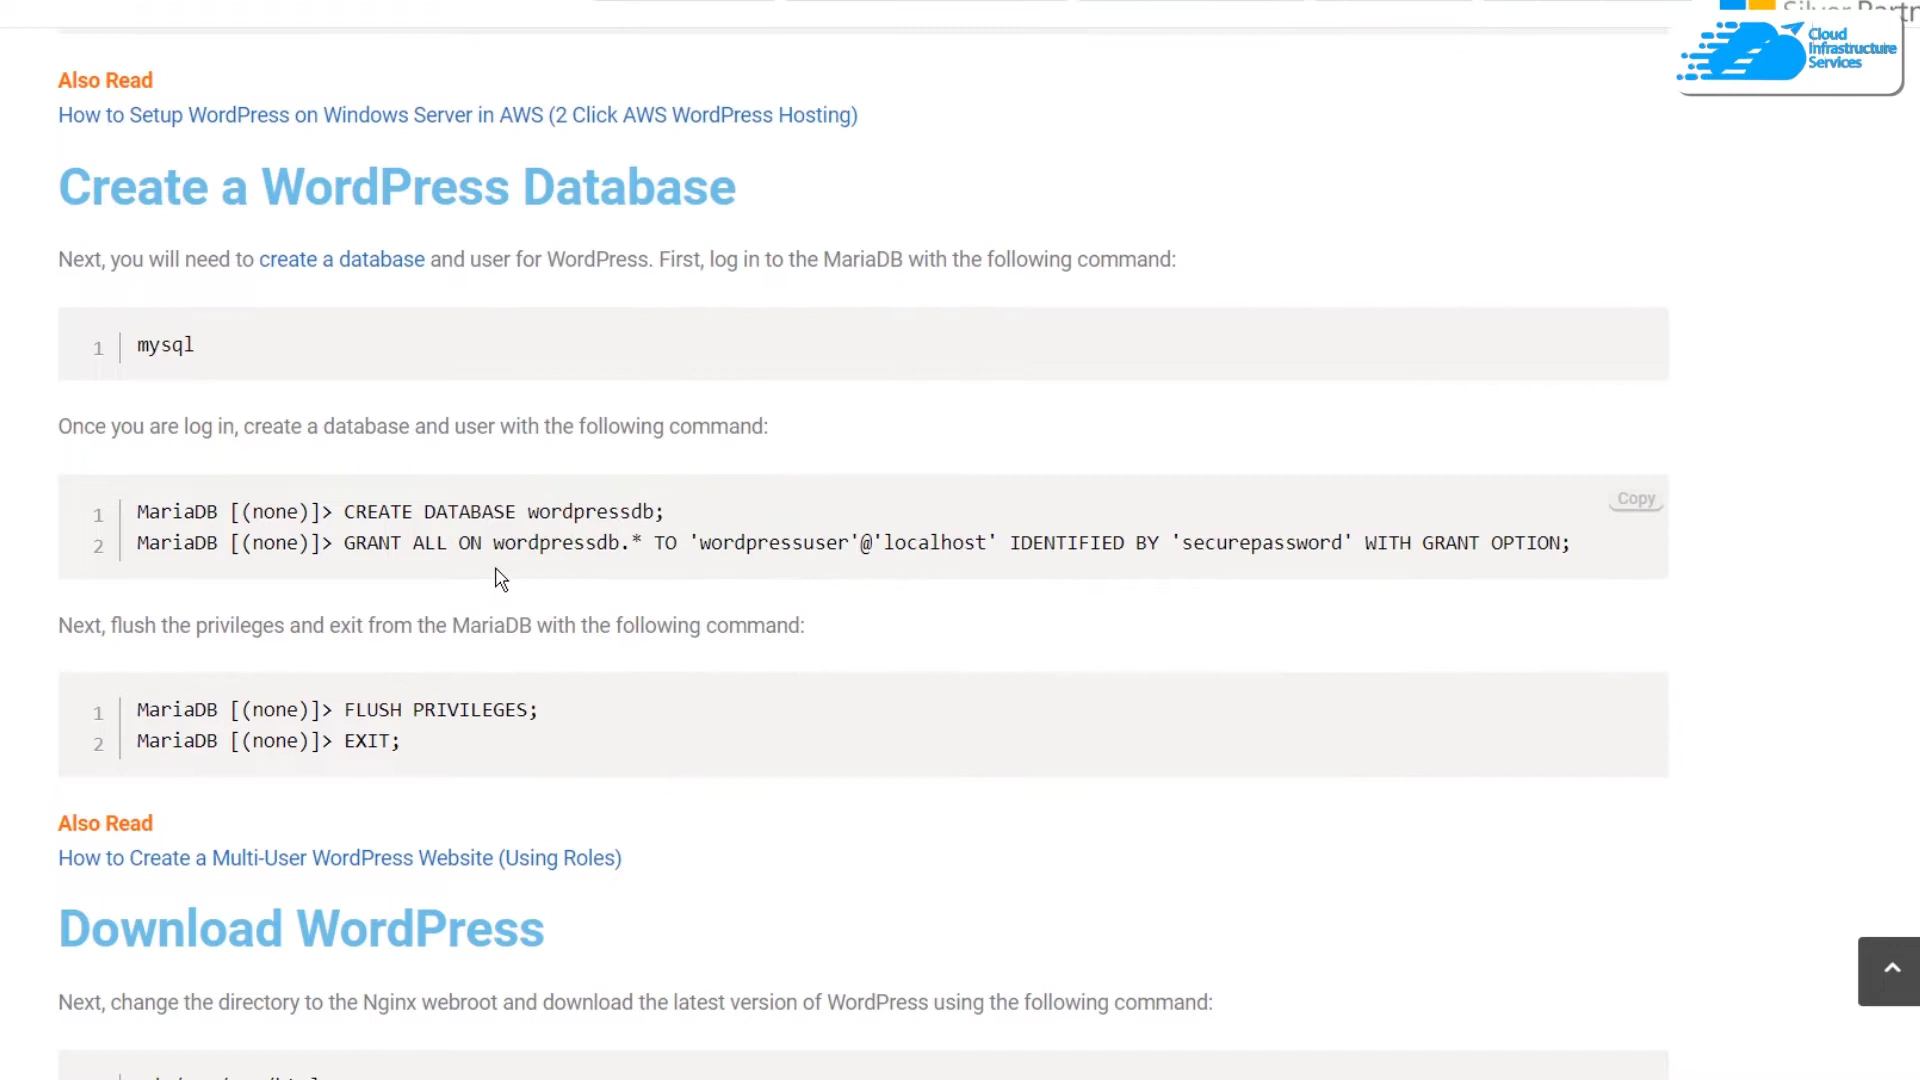 Cloud
Infrastructure
Services
Also Read
How to Setup WordPress on Windows Server in AWS (2 Click AWS WordPress Hosting)
Create a WordPress Database
Next, you will need to create a database and user for WordPress. First, log in to the MariaDB with the following command:
1 mysql
Once you are log in, create a database and user with the following command:
Copy
1 MariaDB [(none)]> CREATE DATABASE wordpressdb;
2 MariaDB [(none)]> GRANT ALL ON wordpressdb.* TO 'wordpressuser'@'localhost' IDENTIFIED BY 'securepassword' WITH GRANT OPTION;
Next, flush the privileges and exit from the MariaDB with the following command:
1 MariaDB [(none)]> FLUSH PRIVILEGES;
2 MariaDB [(none)]> EXIT;
Also Read
How to Create a Multi-User WordPress Website (Using Roles)
Download WordPress
Next, change the directory to the Nginx webroot and download the latest version of WordPress using the following command: